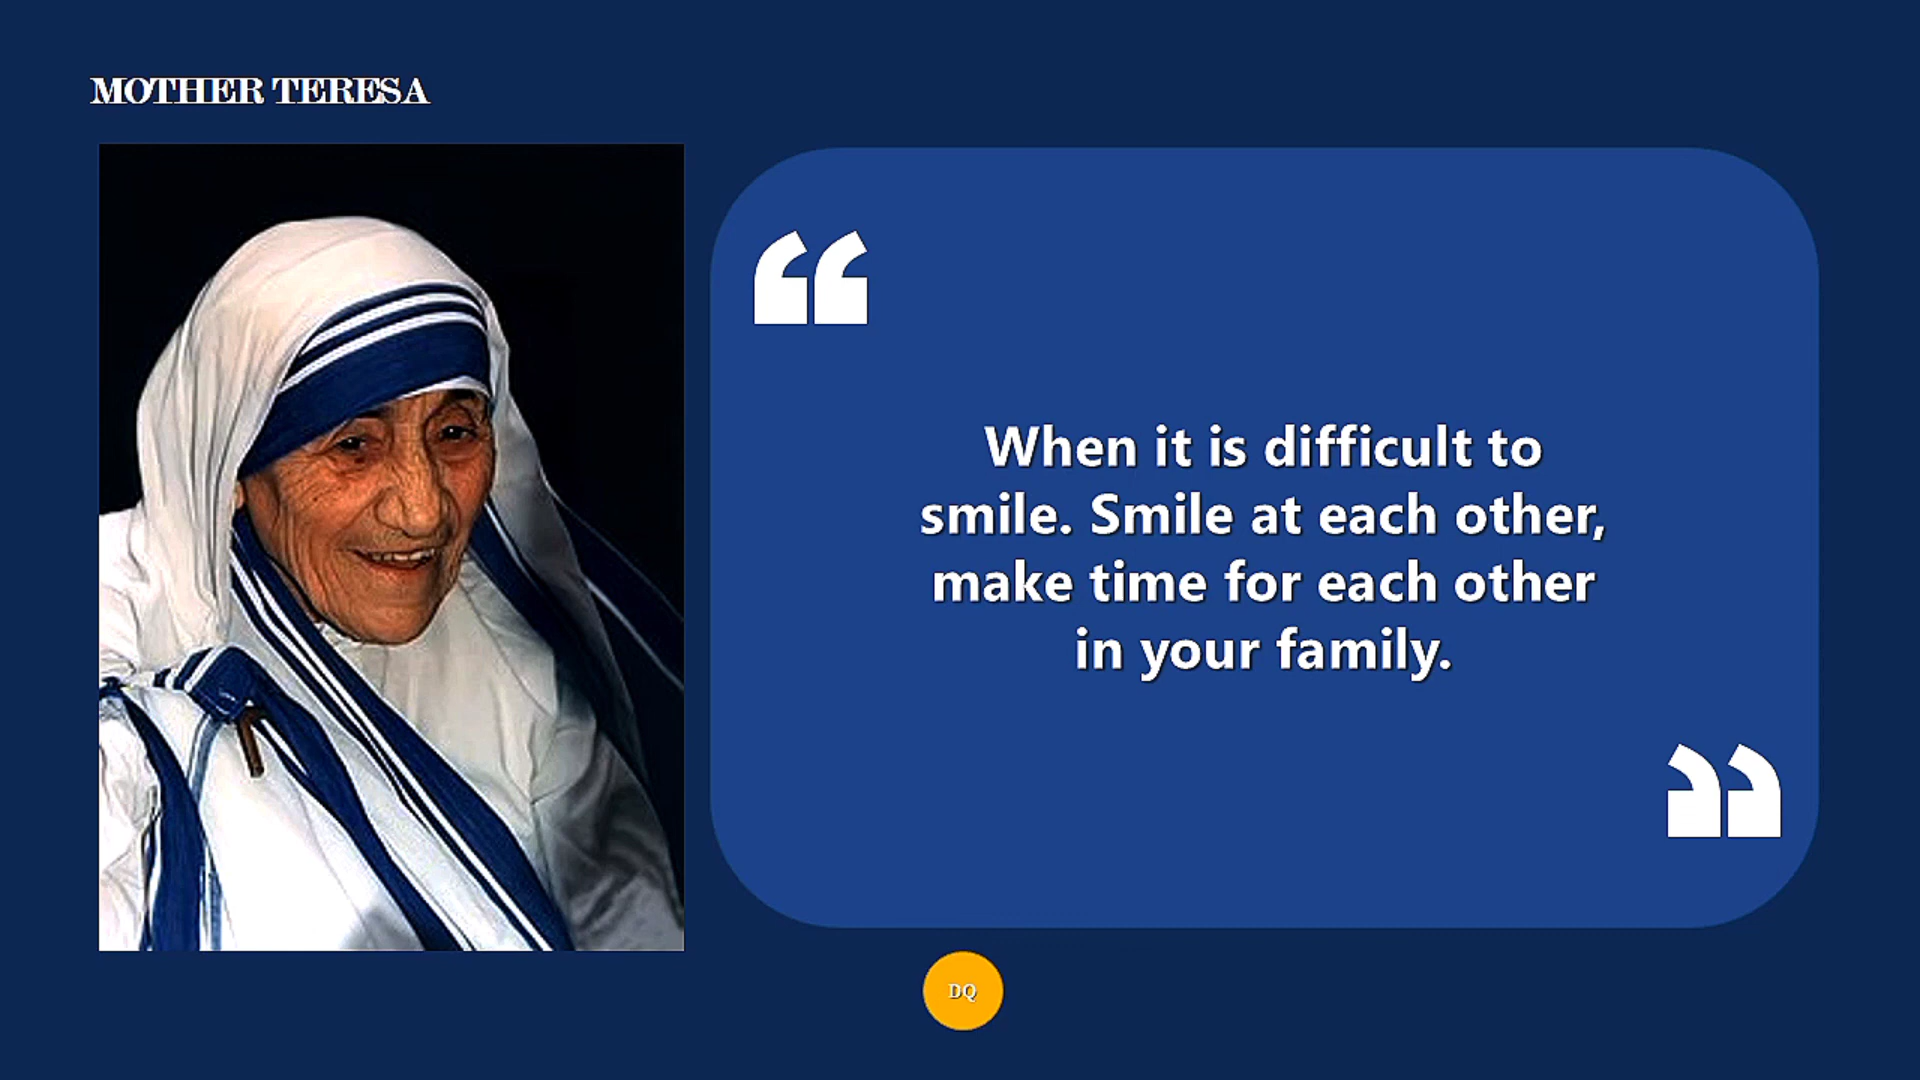 MOTHER TERESA
“
When it is difficult to
smile. Smile at each other,
make time for each other
in your family.
”
DQ